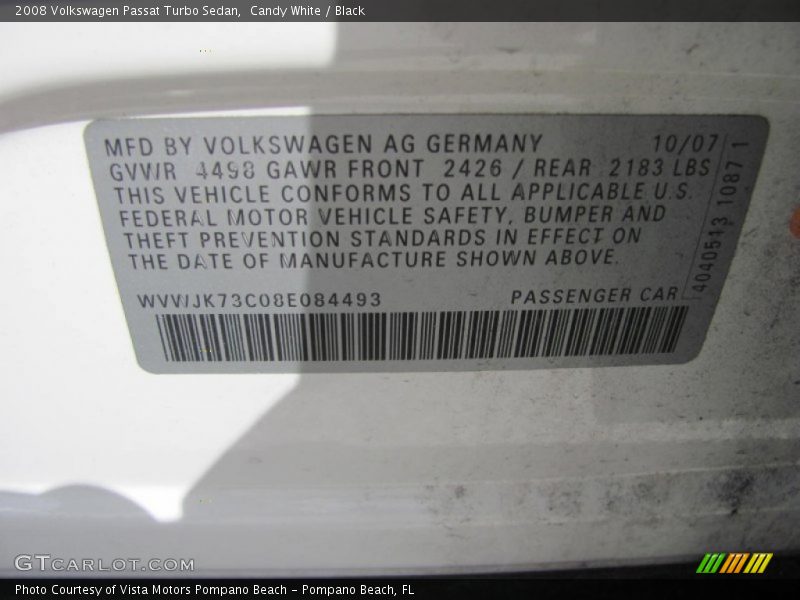 2008 Volkswagen Passat Turbo Sedan,  Candy White / Black
MFD BY VOLKSWAGEN AG GERMANY 10/07
GVWR 4498 GAWR FRONT 2426 / REAR 2183 LBS
THIS VEHICLE CONFORMS TO ALL APPLICABLE U.S.
FEDERAL MOTOR VEHICLE SAFETY, BUMPER AND
THEFT PREVENTION STANDARDS IN EFFECT ON
THE DATE OF MANUFACTURE SHOWN ABOVE.
WVWJK73C08E084493 PASSENGER CAR
4040513 10871
GTCARLOT.COM
Photo Courtesy of Vista Motors Pompano Beach - Pompano Beach, FL